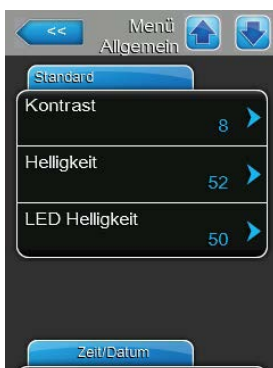 <<
Menü
Allgemein
Standard
Kontrast
8
Helligkeit
52
LED Helligkeit
50
Zeit/Datum